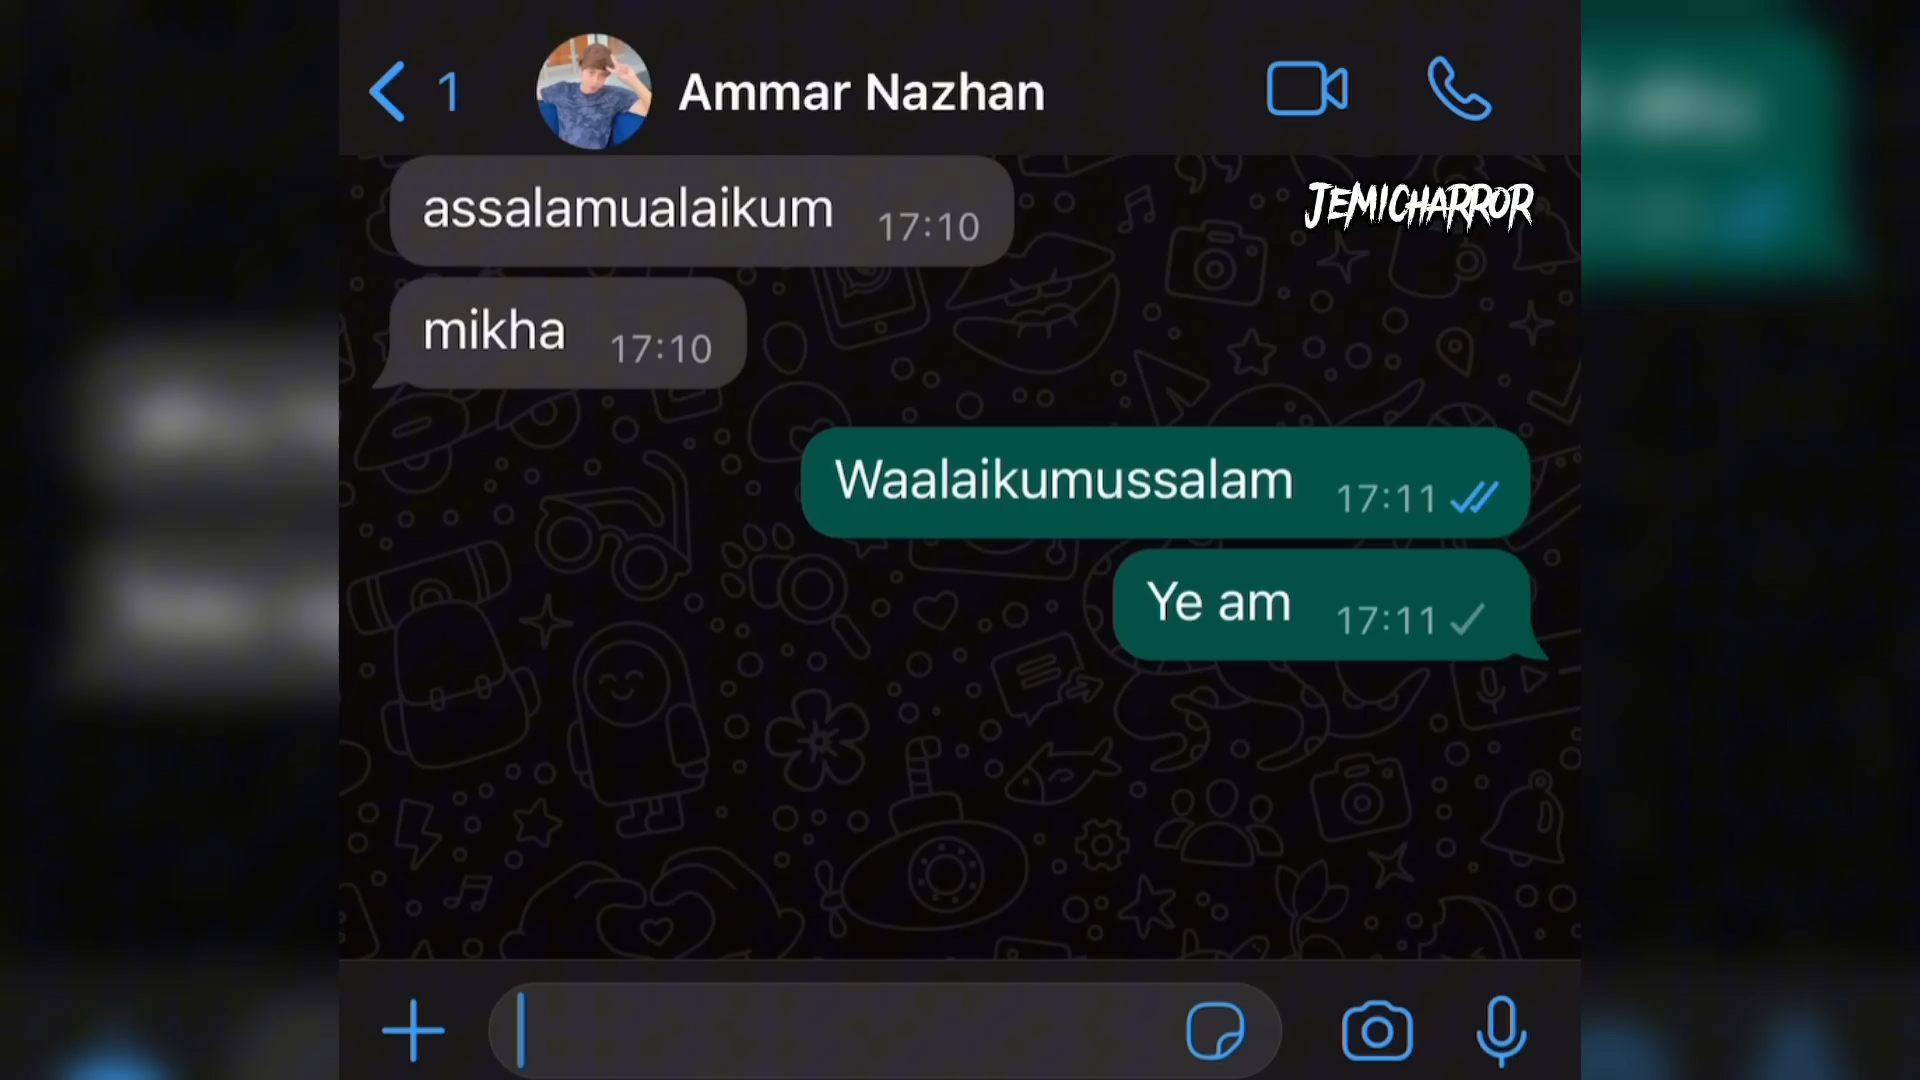 1
Ammar Nazhan
JEMICHARROR
assalamualaikum 17:10
mikha 17:10
Waalaikumussalam 17:11
Ye am 17:11